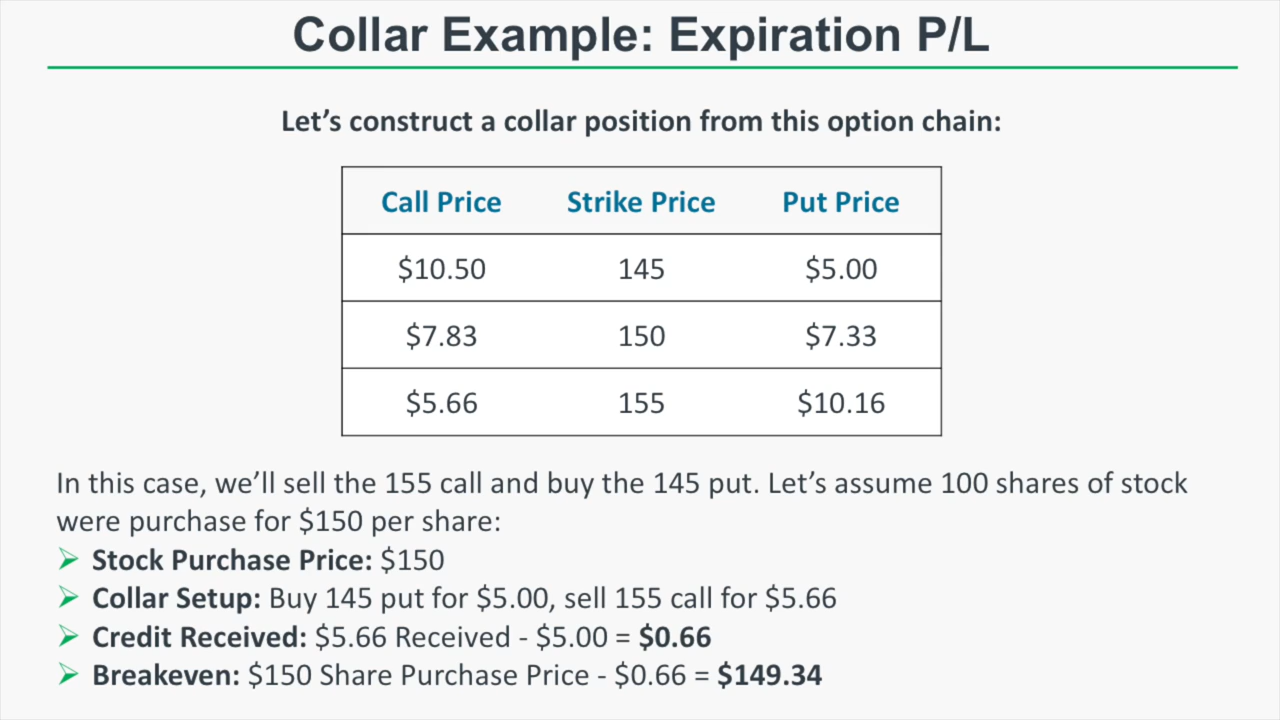 Collar Example: Expiration P/L
Let’s construct a collar position from this option chain:
Call Price Strike Price Put Price
$10.50 145 $5.00
$7.83 150 $7.33
$5.66 155 $10.16
In this case, we’ll sell the 155 call and buy the 145 put. Let’s assume 100 shares of stock
were purchase for $150 per share:
Stock Purchase Price: $150
Collar Setup: Buy 145 put for $5.00, sell 155 call for $5.66
Credit Received: $5.66 Received - $5.00 = $0.66
Breakeven: $150 Share Purchase Price - $0.66 = $149.34